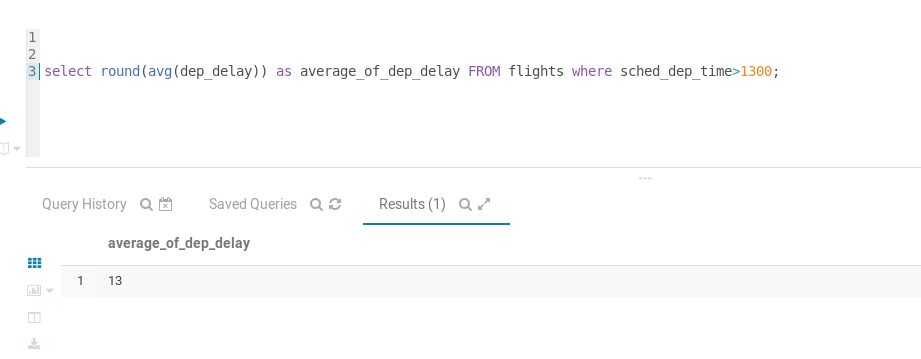 1
2
3 select round(avg(dep_delay)) as average_of_dep_delay FROM flights where sched_dep_time>1300;
Query History Saved Queries Results (1)
average_of_dep_delay
1 13